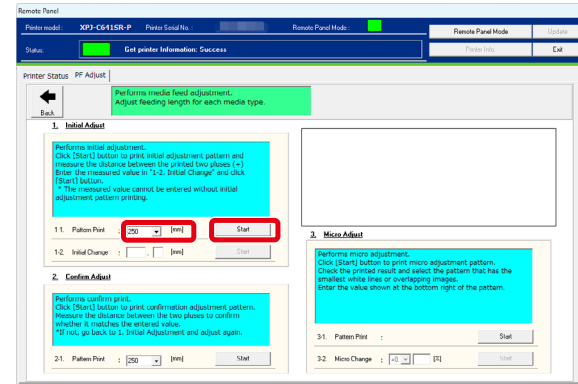 Remote Panel
Printer model : XPJ-C641SR-P Printer Serial No. : Remote Panel Mode : Remote Panel Mode Update
Status: Get printer Information: Success Printer Info. Exit
Printer Status PF Adjust
Back
Performs media feed adjustment.
Adjust feeding length for each media type.
1. Initial Adjust
Performs initial adjustment.
Click [Start] button to print initial adjustment pattern and
measure the distance between the printed two pluses (+)
Enter the measured value in "1-2. Initial Change" and click
[Start] button.
* The measured value cannot be entered without initial
adjustment pattern printing.
1-1. Pattern Print : 250 [mm] Start
1-2. Initial Change : . [mm] Start
2. Confirm Adjust
Performs confirm print.
Click [Start] button to print confirmation adjustment pattern.
Measure the distance between the two pluses to confirm
whether it matches the entered value.
*If not, go back to 1. Initial Adjustment and adjust again.
2-1. Pattern Print : 250 [mm] Start
3. Micro Adjust
Performs micro adjustment.
Click [Start] button to print micro adjustment pattern.
Check the printed result and select the pattern that has the
smallest white lines or overlapping
images.
Enter the value shown at the bottom right of the pattern.
3-1. Pattern Print : Start
3-2. Micro Change : +0. [%] Start